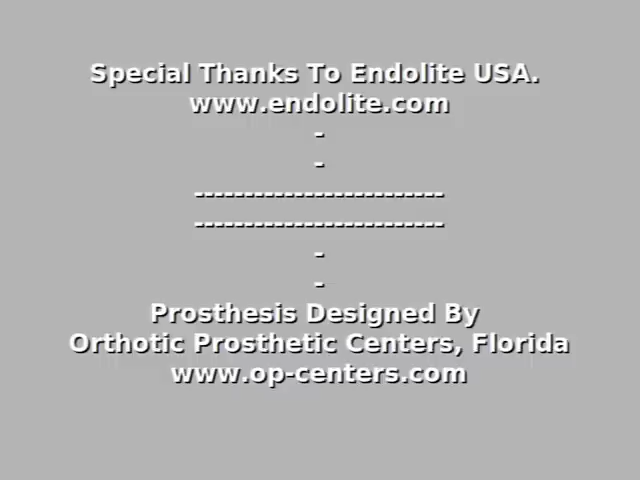 Special Thanks To Endolite USA.
www.endolite.com
-
-
-------------------------
-------------------------
-
-
Prosthesis Designed By
Orthotic Prosthetic Centers, Florida
www.op-centers.com